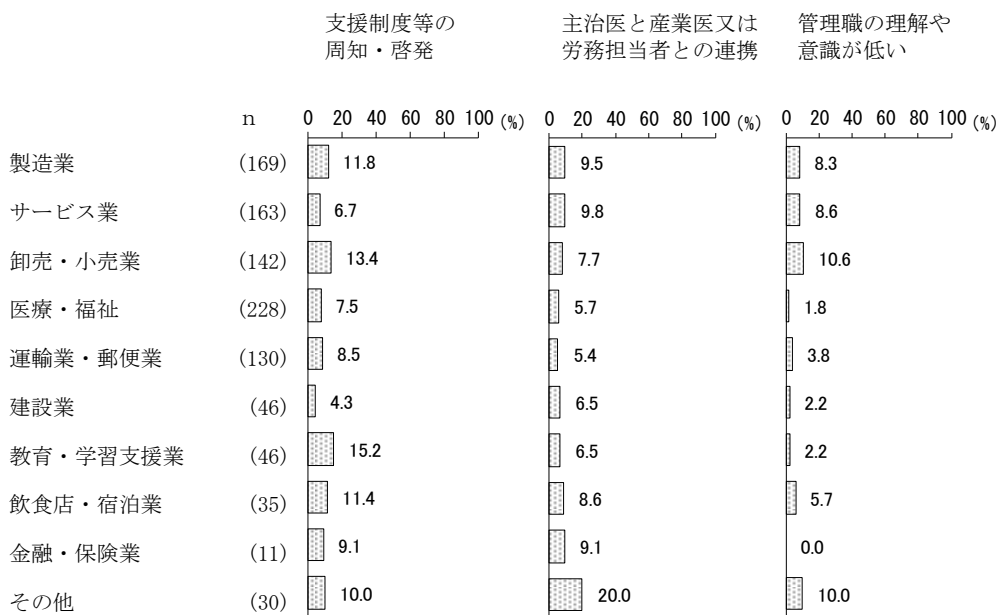 支援制度等の
周知・啓発
主治医と産業医又は
労務担当者との連携
管理職の理解や
意識が低い
n
0 20 40 60 80 100 (%)
0 20 40 60 80 100 (%)
0 20 40 60 80 100 (%)
製造業 (169) 11.8 9.5 8.3
サービス業 (163) 6.7 9.8 8.6
卸売・小売業 (142) 13.4 7.7 10.6
医療・福祉 (228) 7.5 5.7 1.8
運輸業・郵便業 (130) 8.5 5.4 3.8
建設業 (46) 4.3 6.5 2.2
教育・学習支援業 (46) 15.2 6.5 2.2
飲食店・宿泊業 (35) 11.4 8.6 5.7
金融・保険業 (11) 9.1 9.1 0.0
その他 (30) 10.0 20.0 10.0